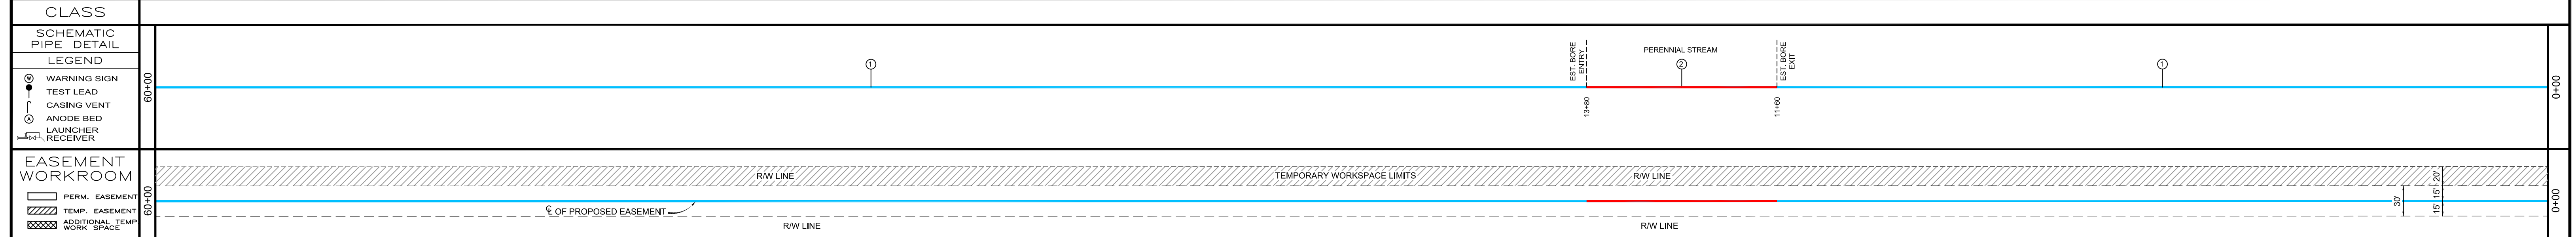 CLASS
SCHEMATIC
PIPE DETAIL
LEGEND
W WARNING SIGN
TEST LEAD
CASING VENT
A ANODE BED
LAUNCHER
RECEIVER
60+00
1
EST. BORE
ENTRY
13+80
PERENNIAL STREAM
2
EST. BORE
EXIT
11+60
1
0+00
EASEMENT
WORKROOM
PERM. EASEMENT
TEMP. EASEMENT
ADDITIONAL TEMP
WORK SPACE
60+00
R/W LINE
TEMPORARY WORKSPACE LIMITS
R/W LINE
℄ OF PROPOSED EASEMENT
R/W LINE
R/W LINE
30'
15' 15' 20'
0+00